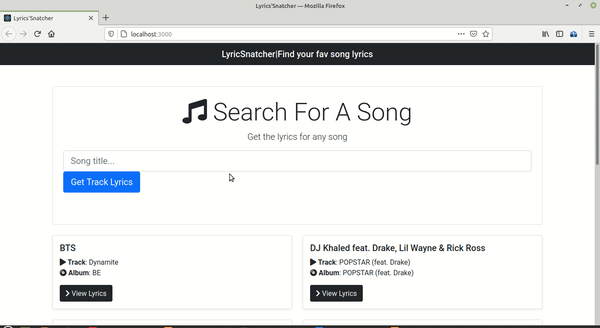 Lyrics'Snatcher — Mozilla Firefox
Lyrics'Snatcher
localhost:3000
LyricSnatcher|Find your fav song lyrics
Search For A Song
Get the lyrics for any song
Song title...
Get Track Lyrics
BTS
Track: Dynamite
Album: BE
View Lyrics
DJ Khaled feat. Drake, Lil Wayne & Rick Ross
Track: POPSTAR (feat. Drake)
Album: POPSTAR (feat. Drake)
View Lyrics